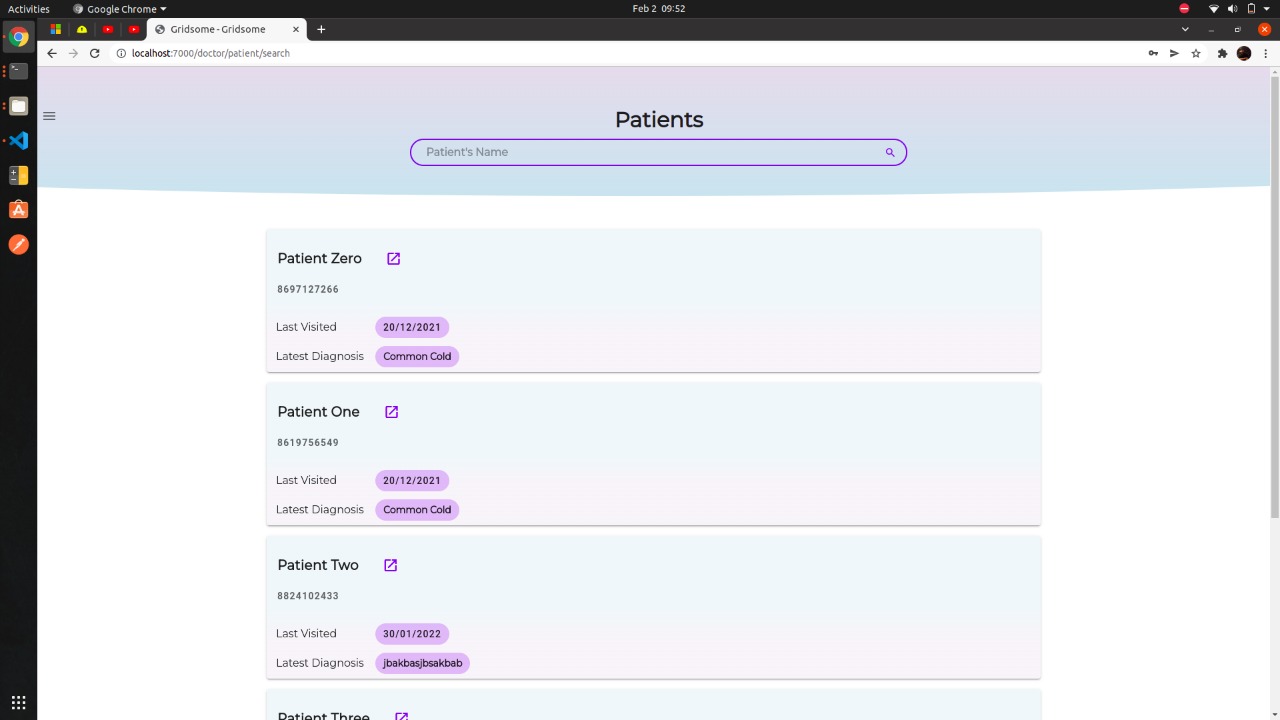 Activities Google Chrome Feb 2 09:52
Gridsome - Gridsome
localhost:7000/doctor/patient/search
Patients
Patient's Name
Patient Zero
8697127266
Last Visited 20/12/2021
Latest Diagnosis Common Cold
Patient One
8619756549
Last Visited 20/12/2021
Latest Diagnosis Common Cold
Patient Two
8824102433
Last Visited 30/01/2022
Latest Diagnosis jbakbasjbsakbab
Patient Three